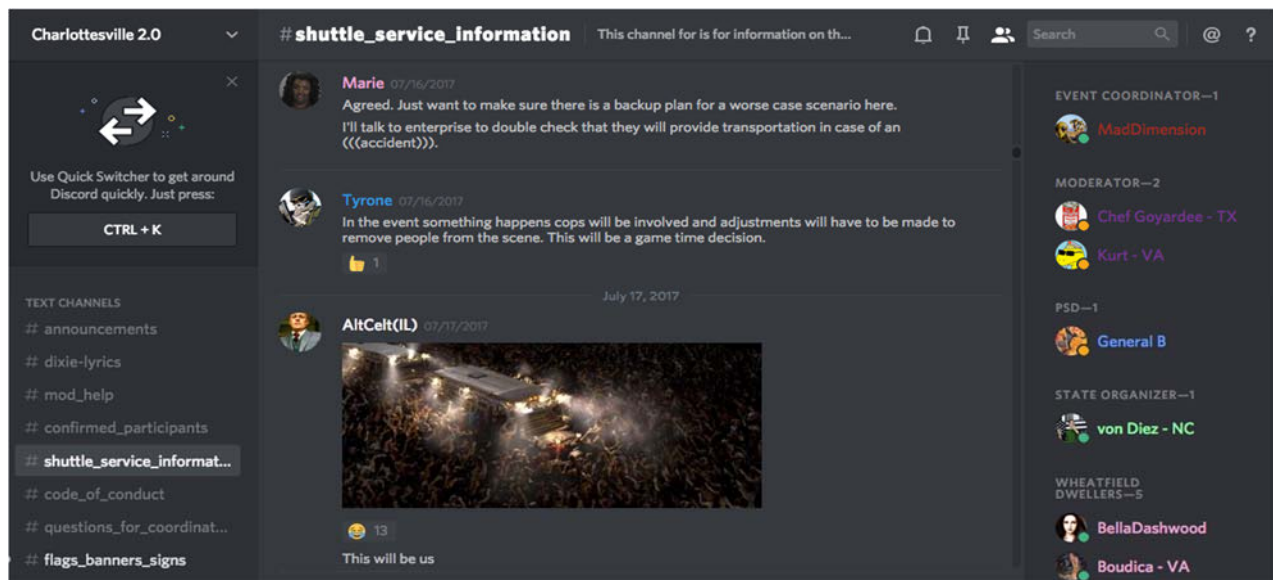 Charlottesville 2.0
Use Quick Switcher to get around
Discord quickly. Just press:
CTRL + K
TEXT CHANNELS
# announcements
# dixie-lyrics
# mod_help
# confirmed_participants
# shuttle_service_informat...
# code_of_conduct
# questions_for_coordinat...
# flags_banners_signs
# shuttle_service_information
This channel for is for information on th...
Search
@ ?
Marie 07/16/2017
Agreed. Just want to make sure there is a backup plan for a worse case scenario here.
I'll talk to enterprise to double check that they will provide transportation in case of an
(((accident))).
Tyrone 07/16/2017
In the event something happens cops will be involved and adjustments will have to be made to
remove people from the scene. This will be a game time decision.
1
July 17, 2017
AltCelt(IL) 07/17/2017
13
This will be us
EVENT COORDINATOR—1
MadDimension
MODERATOR—2
Chef Goyardee - TX
Kurt - VA
PSD—1
General B
STATE ORGANIZER—1
von Diez - NC
WHEATFIELD
DWELLERS—5
BellaDashwood
Boudica - VA